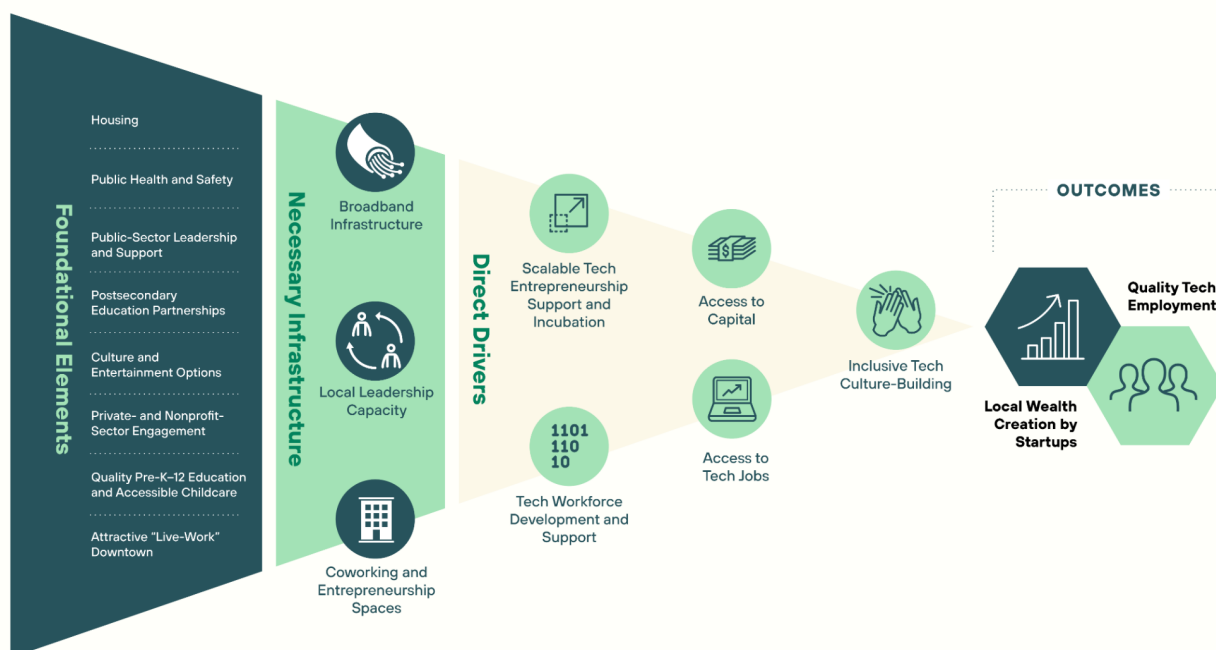 Foundational Elements
Housing
Public Health and Safety
Public-Sector Leadership
and Support
Postsecondary
Education Partnerships
Culture and
Entertainment Options
Private- and Nonprofit-
Sector Engagement
Quality Pre-K–12 Education
and Accessible Childcare
Attractive “Live-Work”
Downtown
Necessary Infrastructure
Broadband
Infrastructure
Local Leadership
Capacity
Coworking and
Entrepreneurship
Spaces
Direct Drivers
Scalable Tech
Entrepreneurship
Support and
Incubation
1101
110
10
Tech Workforce
Development and
Support
$
Access to
Capital
Access to
Tech Jobs
Inclusive Tech
Culture-Building
OUTCOMES
Local Wealth
Creation by
Startups
Quality Tech
Employment